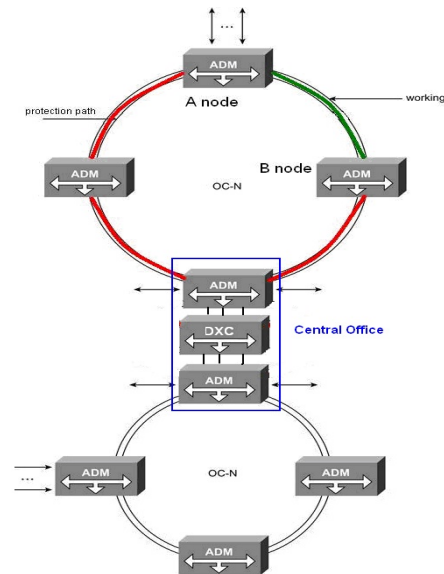 ...
ADM
A node
protection path
working
ADM
OC-N
B node
ADM
ADM
DXC
Central Office
ADM
...
ADM
OC-N
ADM
ADM